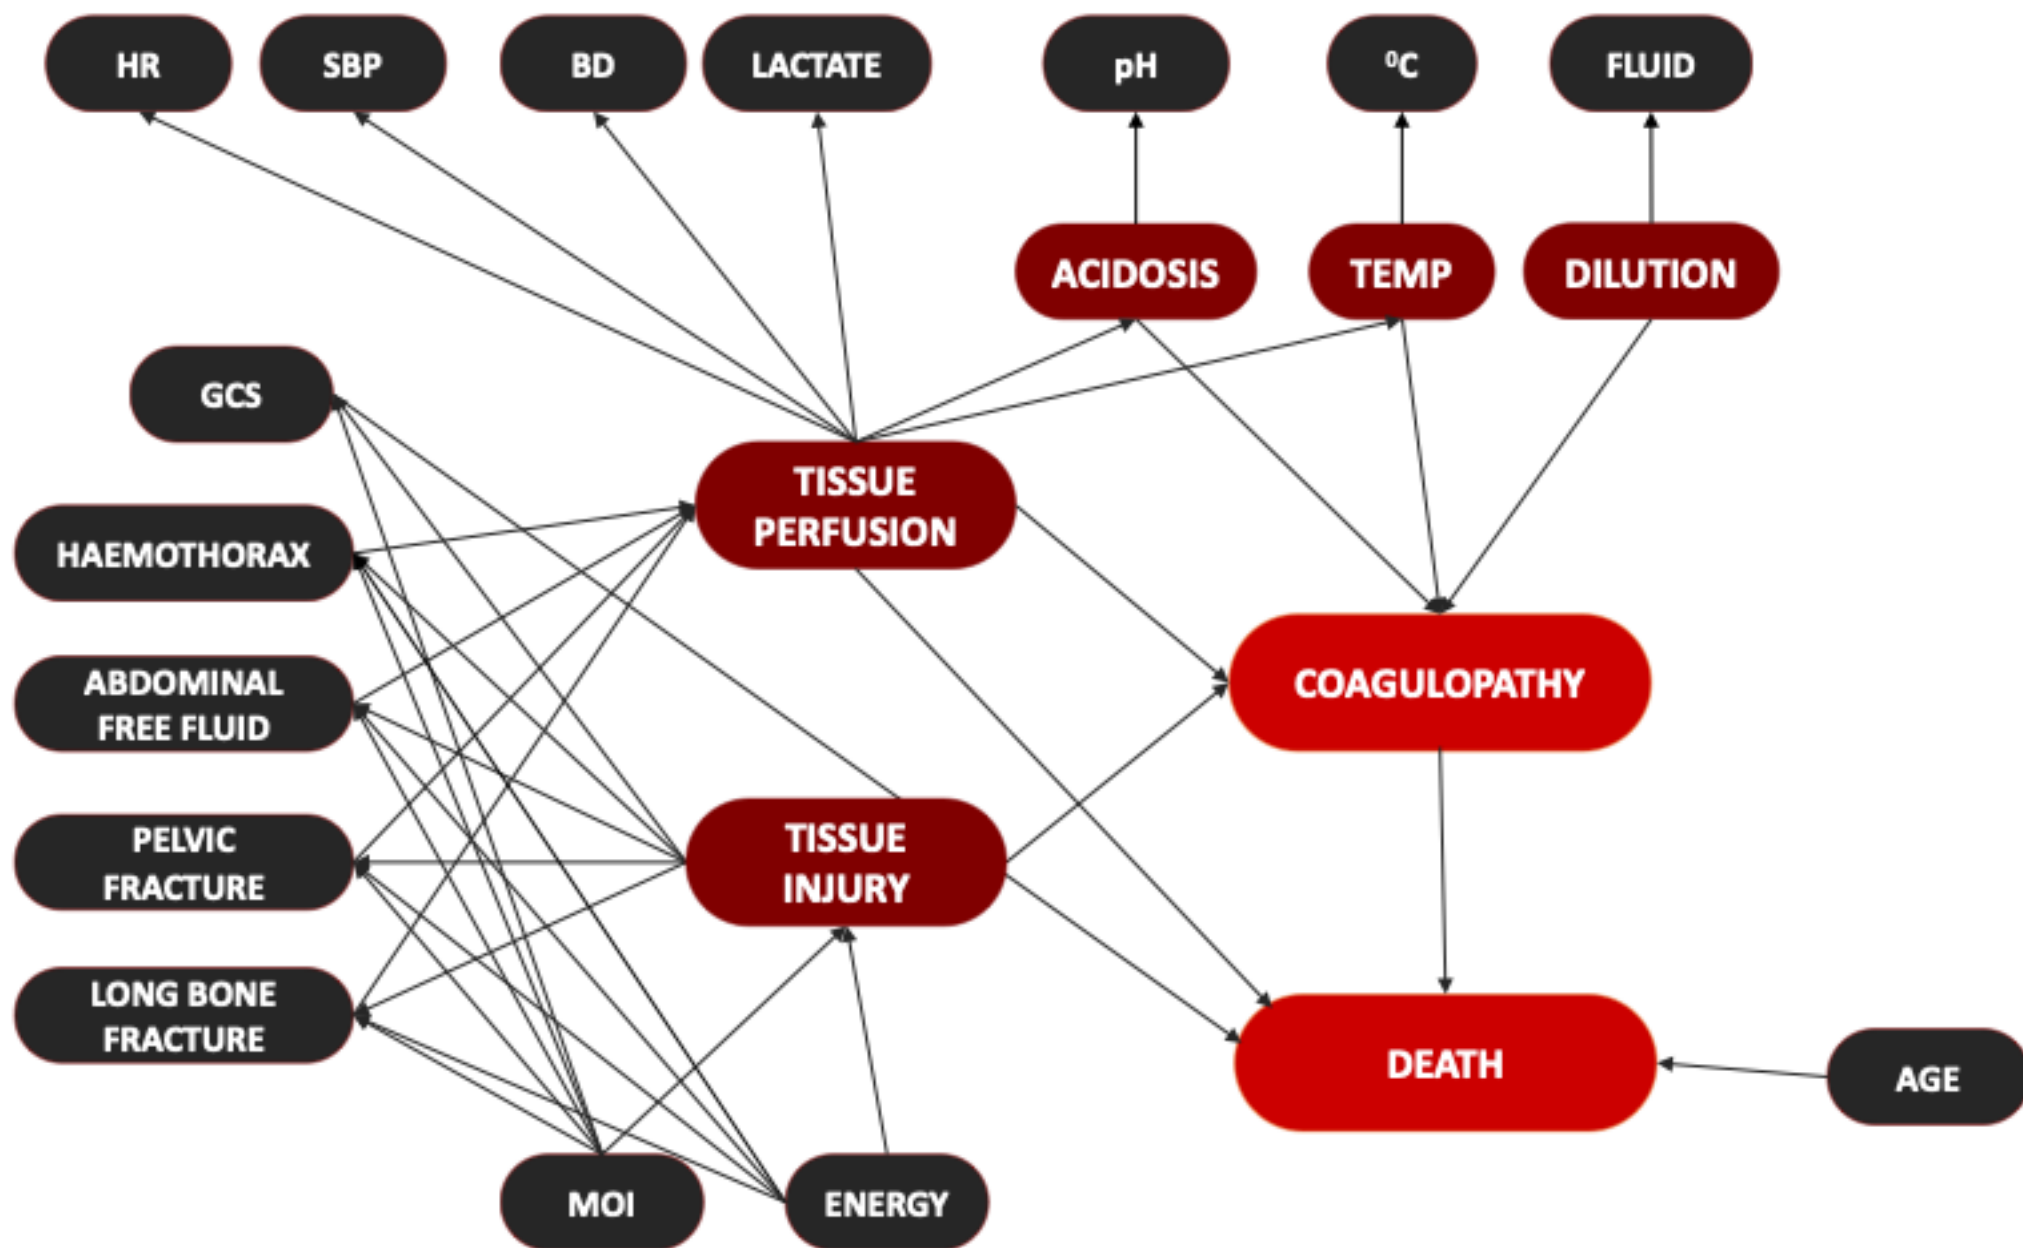 HR
SBP
BD
LACTATE
pH
⁰C
FLUID
ACIDOSIS
TEMP
DILUTION
GCS
TISSUE
PERFUSION
HAEMOTHORAX
ABDOMINAL
FREE FLUID
COAGULOPATHY
PELVIC
FRACTURE
TISSUE
INJURY
LONG BONE
FRACTURE
DEATH
AGE
MOI
ENERGY